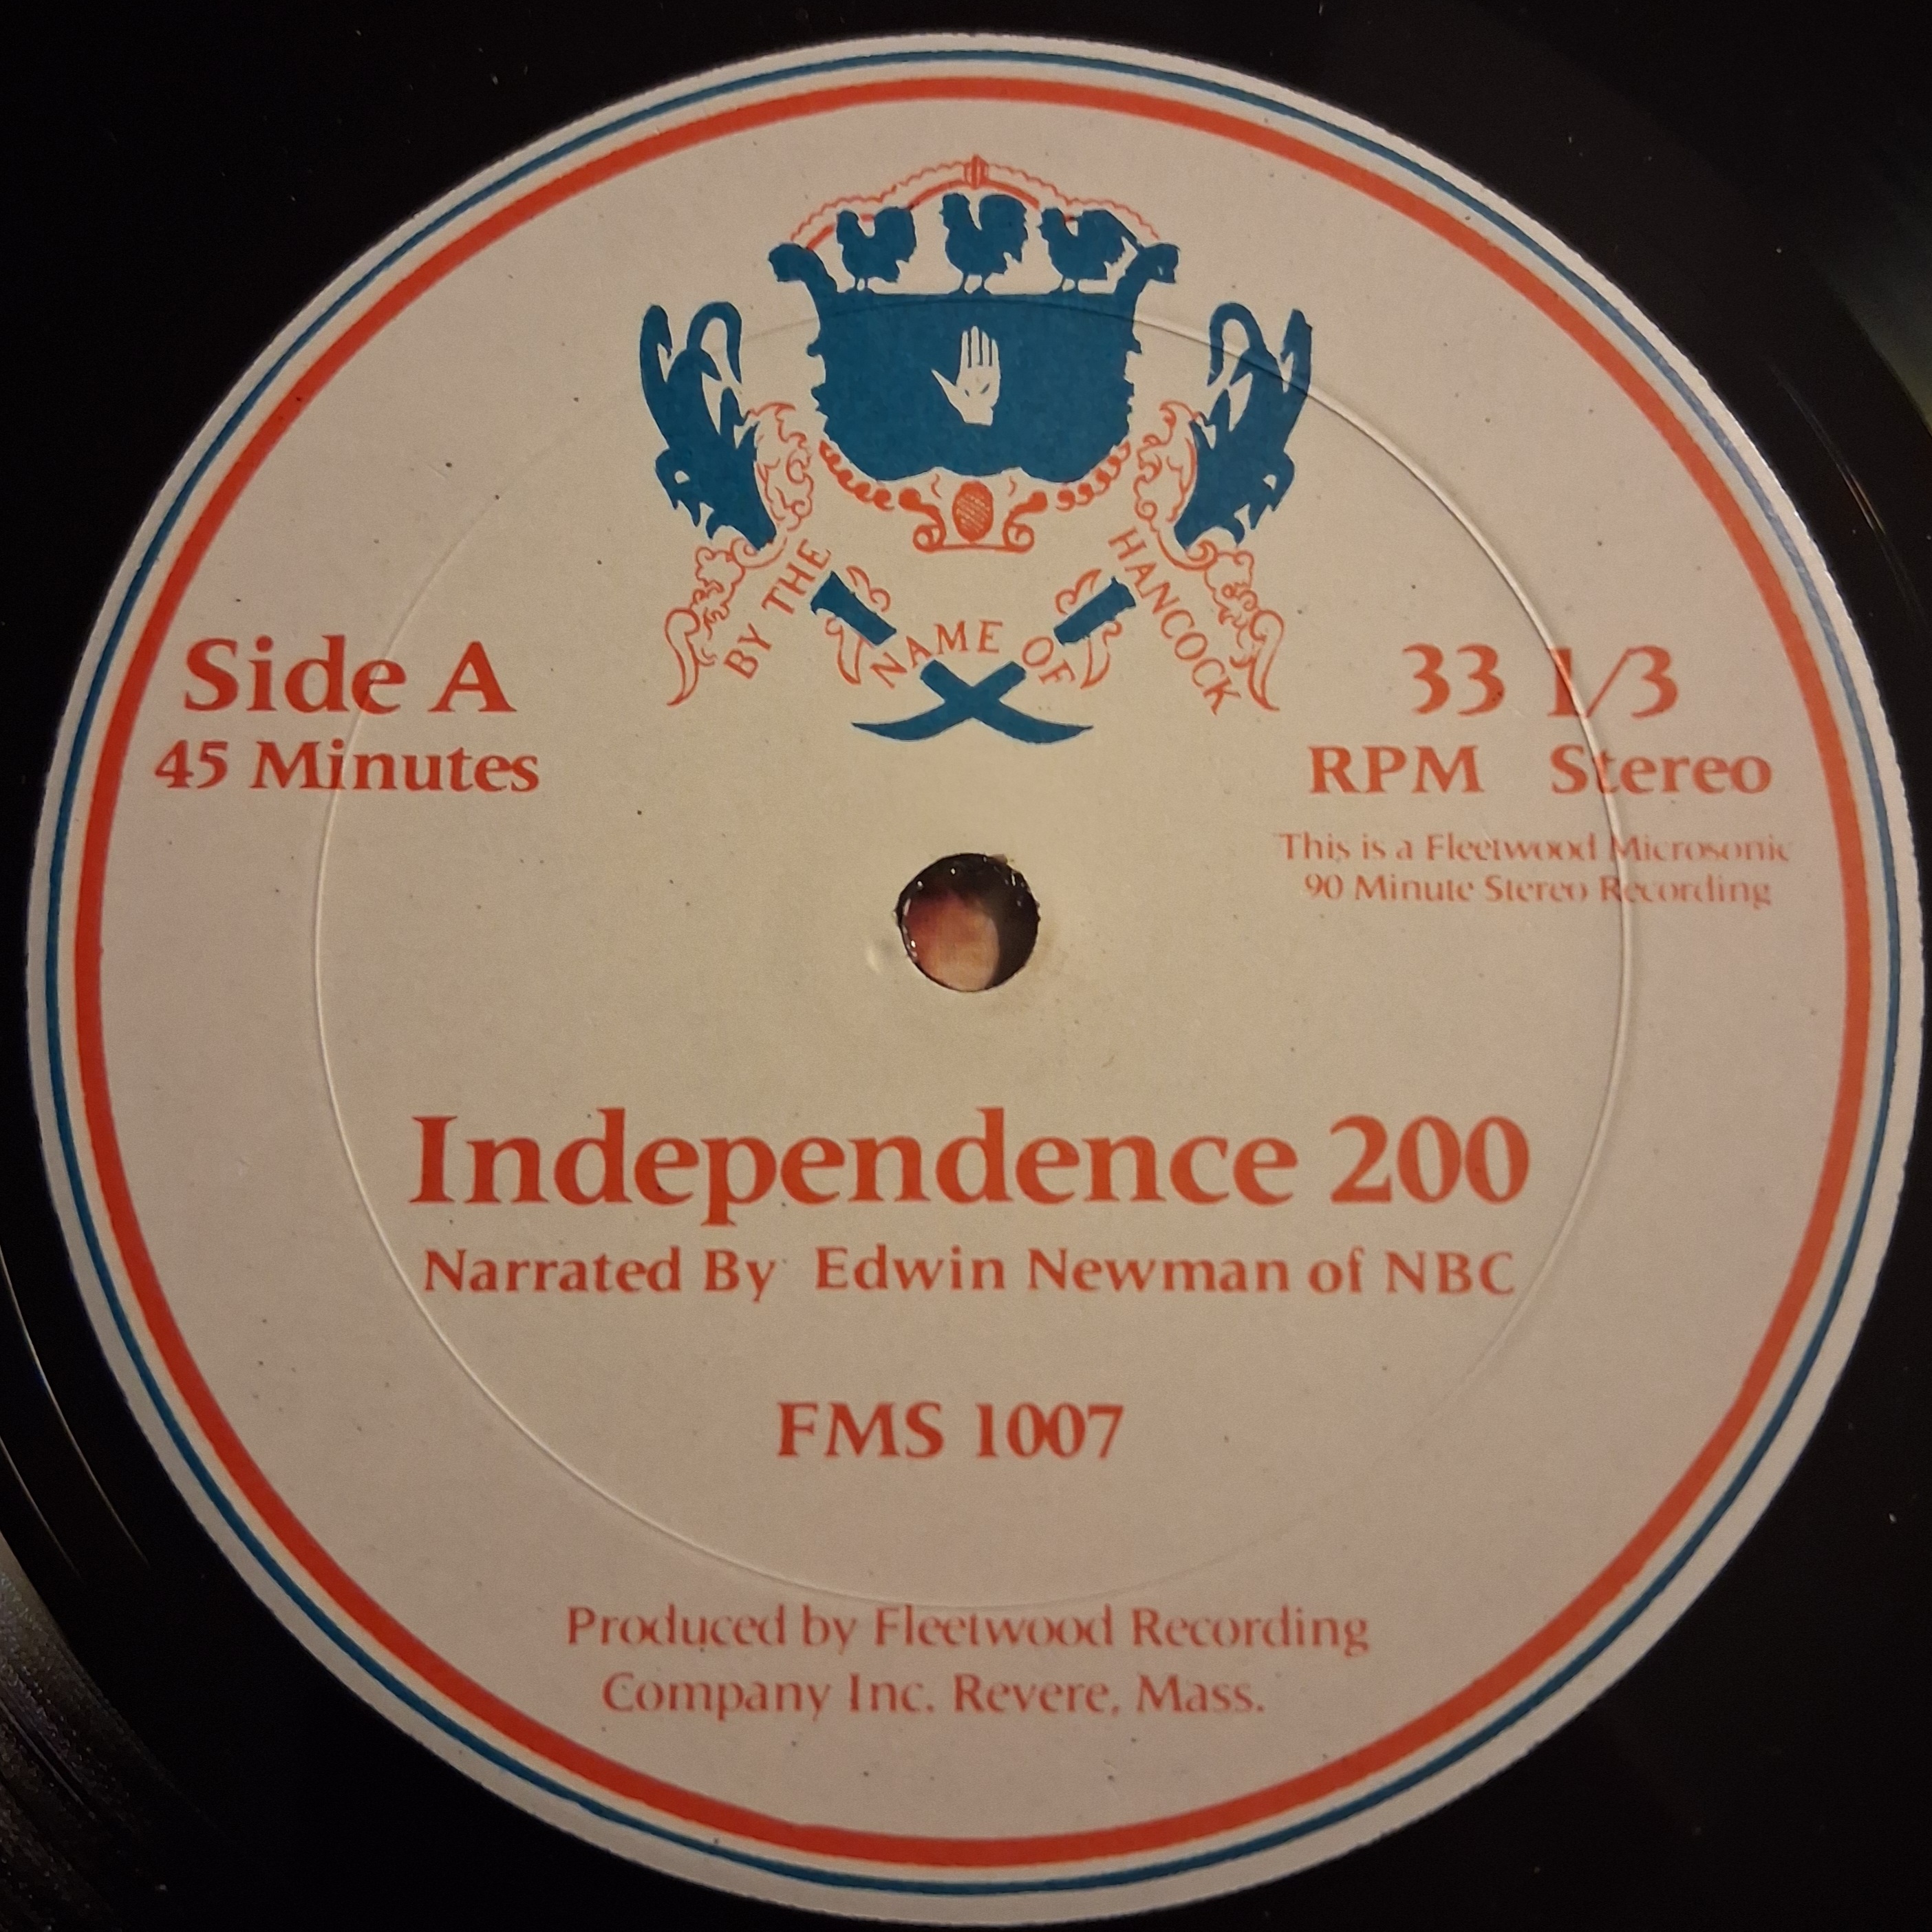 BY THE NAME OF HANCOCK
Side A
45 Minutes
33 1/3
RPM Stereo
This is a Fleetwood Microsonic
90 Minute Stereo Recording
Independence 200
Narrated By Edwin Newman of NBC
FMS 1007
Produced by Fleetwood Recording
Company Inc. Revere, Mass.